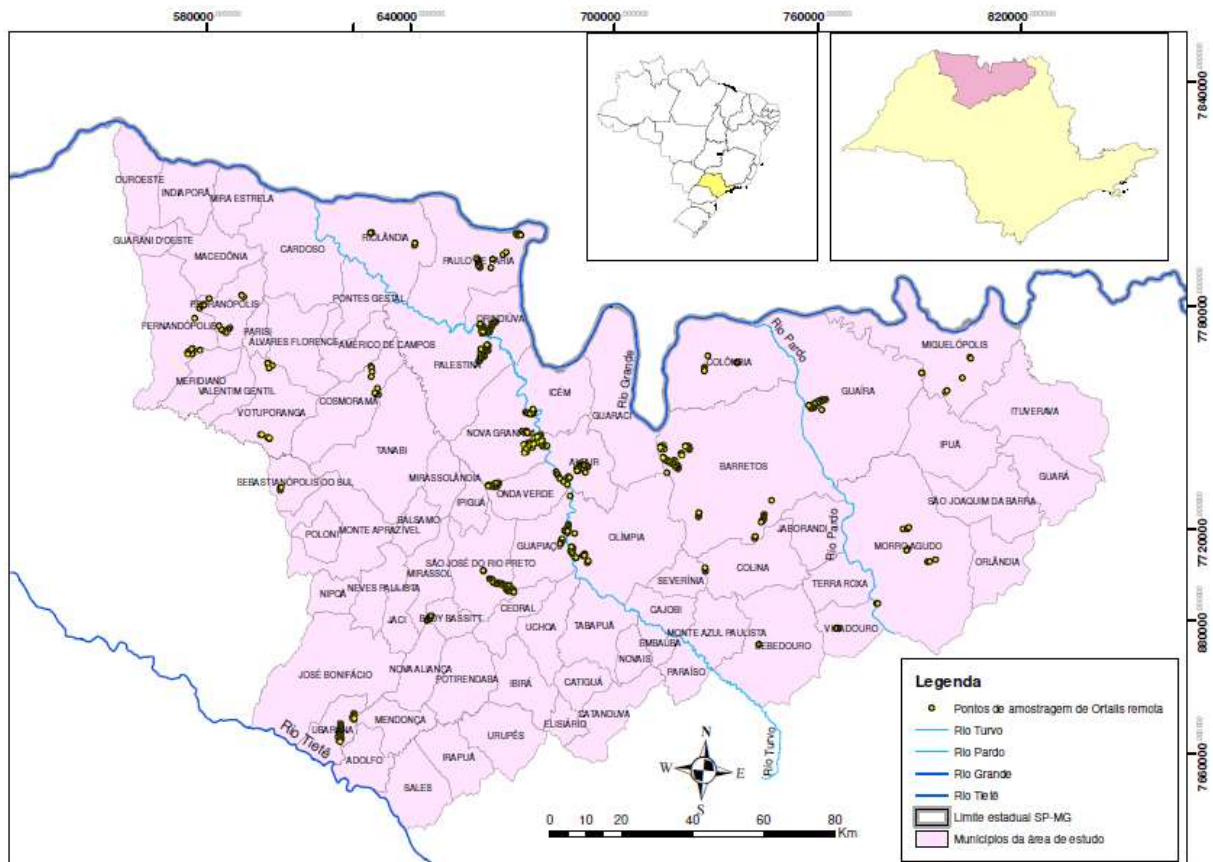 580000
640000
700000
760000
820000
7840000
7780000
7720000
7660000
OUROESTE
INDIAPORÃ
MIRA ESTRELA
GUARANI D'OESTE
MACEDÔNIA
CARDOSO
RIOLÂNDIA
PAULO DE FARIA
PEDRANÓPOLIS
PONTES GESTAL
ORINDIUVA
FERNANDOPOLIS
PARISI
ALVARES FLORENCE
AMÉRICO DE CAMPOS
PALESTINA
MERIDIANO
VALENTIM GENTIL
COSMORAMA
VOTUPORANGA
ICÉM
GUARACI
Rio Grande
COLÔMBIA
Rio Pardo
MIGUELÓPOLIS
GUAÍRA
ITUVERAVA
IPUÃ
GUARÁ
NOVA GRANADA
TANABI
MIRASSOLÂNDIA
ALTAIR
BARRETOS
SEBASTIANÓPOLIS DO SUL
IPIGUÁ
ONDA VERDE
SÃO JOAQUIM DA BARRA
POLONI
MONTE APRAZÍVEL
BALSAMO
GUAPIAÇU
OLÍMPIA
JABORANDI
Rio Pardo
MORRO AGUDO
ORLÂNDIA
MIRASSOL
SÃO JOSÉ DO RIO PRETO
SEVERÍNIA
COLINA
TERRA ROXA
NIPOÃ
NEVES PAULISTA
CEDRAL
CAJOBI
JACI
BADY BASSITT
UCHOA
TABAPUÃ
MONTE AZUL PAULISTA
VIRADOURO
EMBAÚBA
BEBEDOURO
JOSÉ BONIFÁCIO
NOVA ALIANÇA
POTIRENDABA
IBIRÁ
NOVAIS
PARAÍSO
CATIGUÁ
CATANDUVA
ELISIÁRIO
UBARANA
MENDONÇA
URUPÊS
Rio Tietê
ADOLFO
IRAPUÃ
SALES
Rio Turvo
N
W
E
S
0 10 20 40 60 80
Km
Legenda
Pontos de amostragem de Ortalis remota
Rio Turvo
Rio Pardo
Rio Grande
Rio Tietê
Limite estadual SP-MG
Municípios da área de estudo